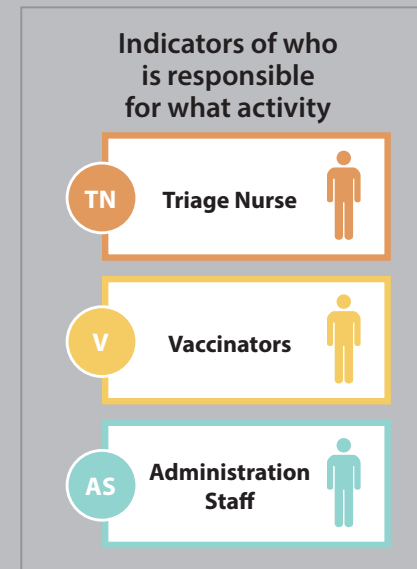 Indicators of who
is responsible
for what activity
TN
Triage Nurse
V
Vaccinators
AS
Administration
Staff